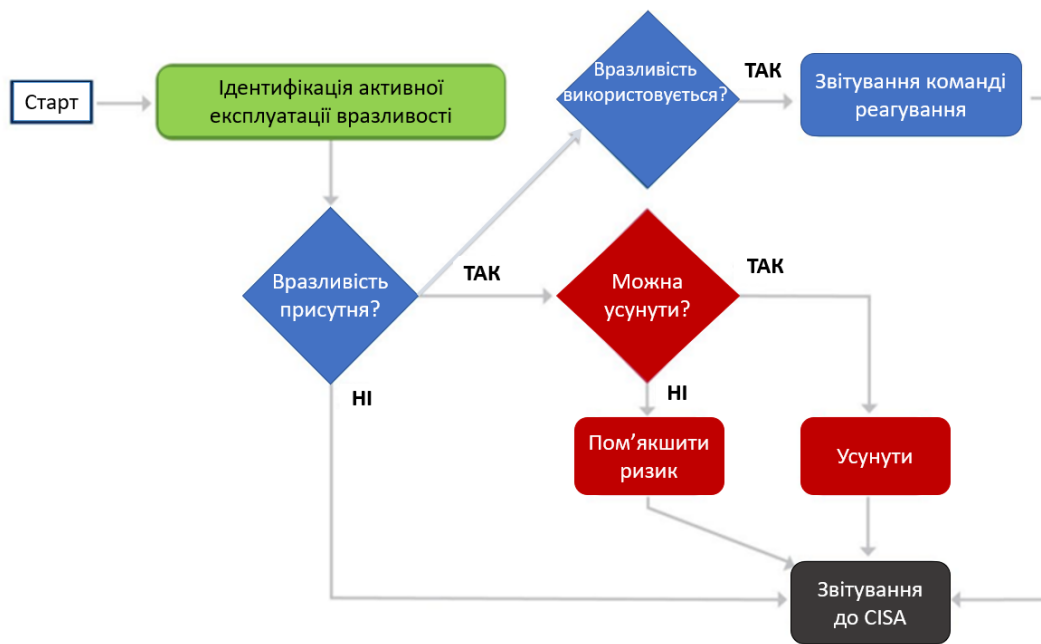 Старт
Ідентифікація активної
експлуатації вразливості
Вразливість
використовується?
ТАК
Звітування команді
реагування
Вразливість
присутня?
ТАК
Можна
усунути?
ТАК
НІ
НІ
Пом’якшити
ризик
Усунути
Звітування
до CISA